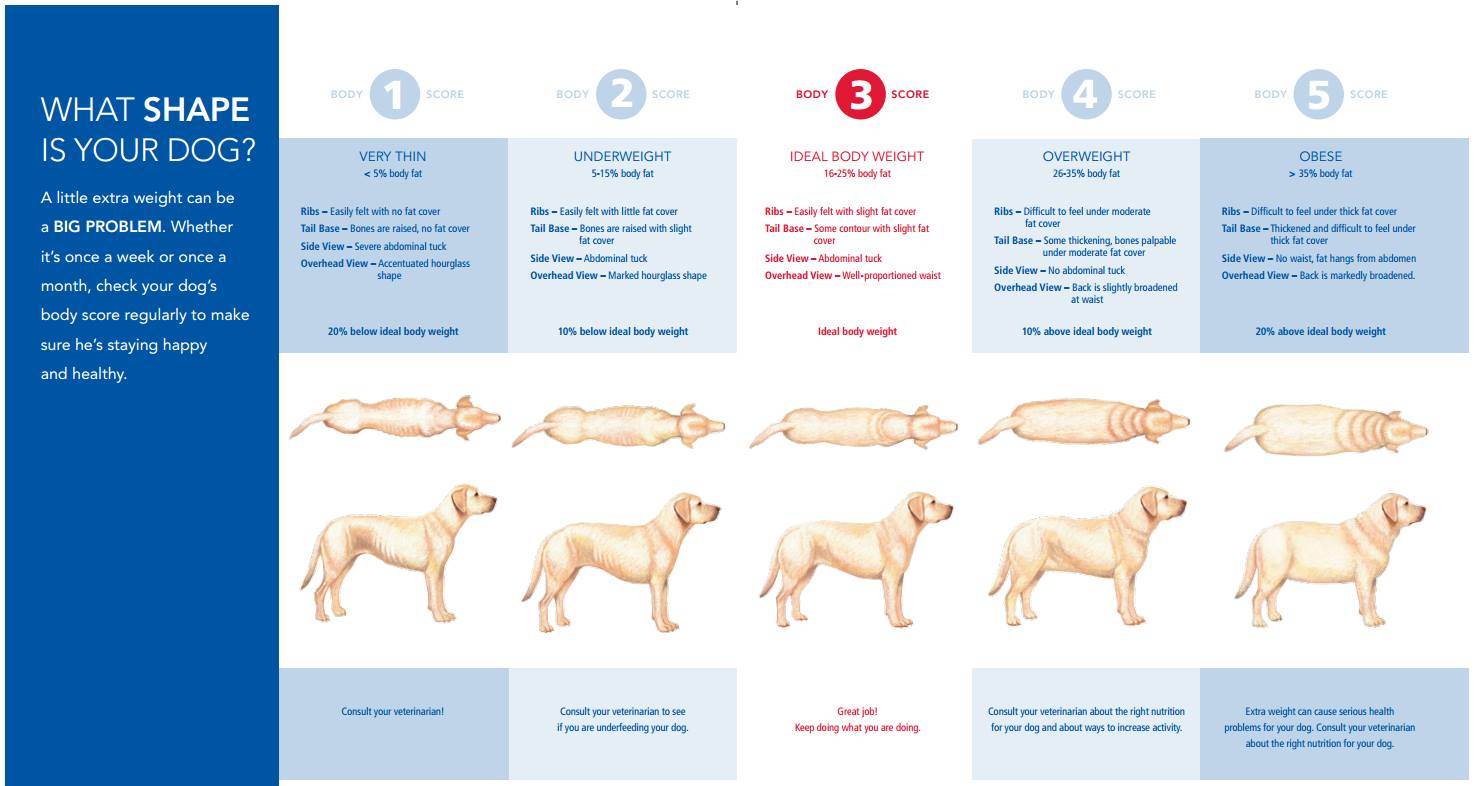 WHAT SHAPE
IS YOUR DOG?
A little extra weight can be
a BIG PROBLEM. Whether
it's once a week or once a
month, check your dog's
body score regularly to make
sure he's staying happy
and healthy.
BODY 1 SCORE
VERY THIN
< 5% body fat
Ribs – Easily felt with no fat cover
Tail Base – Bones are raised, no fat cover
Side View – Severe abdominal tuck
Overhead View – Accentuated hourglass
shape
20% below ideal body weight
Consult your veterinarian!
BODY 2 SCORE
UNDERWEIGHT
5-15% body fat
Ribs – Easily felt with little fat cover
Tail Base – Bones are raised with slight
fat cover
Side View – Abdominal tuck
Overhead View – Marked hourglass shape
10% below ideal body weight
Consult your veterinarian to see
if you are underfeeding your dog.
BODY 3 SCORE
IDEAL BODY WEIGHT
16-25% body fat
Ribs – Easily felt with slight fat cover
Tail Base – Some contour with slight fat
cover
Side View – Abdominal tuck
Overhead View – Well-proportioned waist
Ideal body weight
Great job!
Keep doing what you are doing.
BODY 4 SCORE
OVERWEIGHT
26-35% body fat
Ribs – Difficult to feel under moderate
fat cover
Tail Base – Some thickening, bones palpable
under moderate fat cover
Side View – No abdominal tuck
Overhead View – Back is slightly broadened
at waist
10% above ideal body weight
Consult your veterinarian about the right nutrition
for your dog and about ways to increase activity.
BODY 5 SCORE
OBESE
> 35% body fat
Ribs – Difficult to feel under thick fat cover
Tail Base – Thickened and difficult to feel under
thick fat cover
Side View – No waist, fat hangs from abdomen
Overhead View – Back is markedly broadened.
20% above ideal body weight
Extra weight can cause serious health
problems for your dog. Consult your veterinarian
about the right nutrition for your dog.